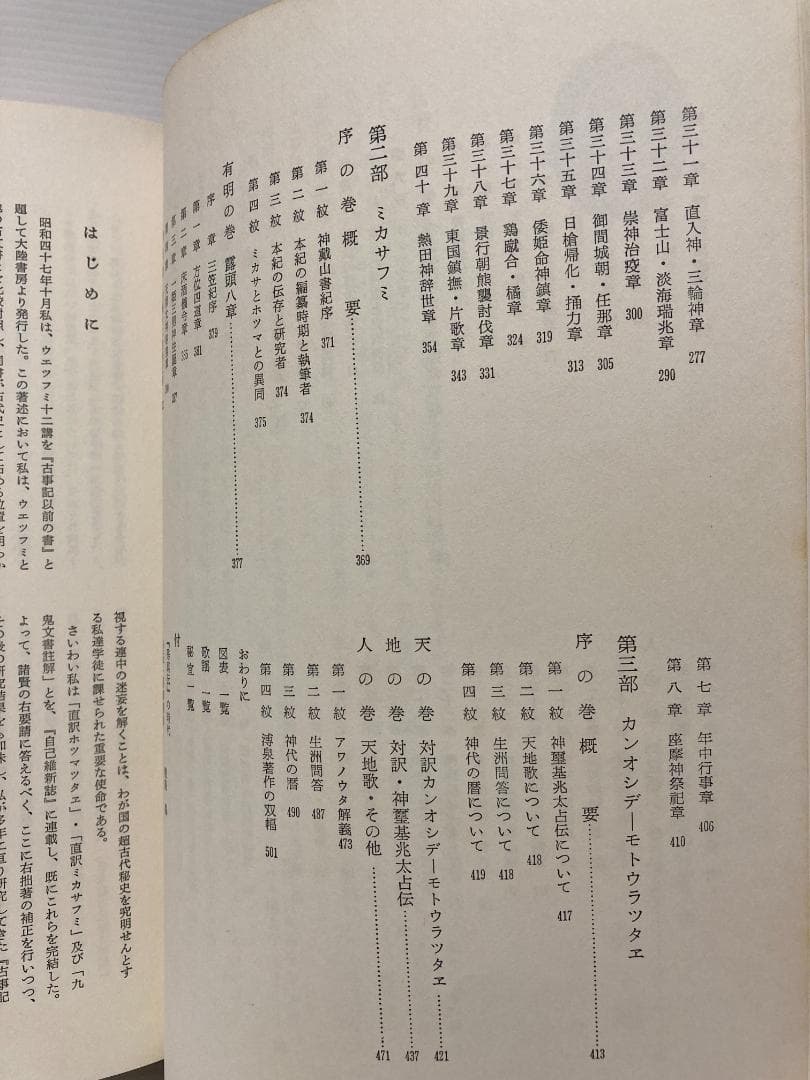 第三十一章　直入神・三輪神章 277
第三十二章　富士山・淡海瑞兆章 290
第三十三章　崇神治疫章 300
第三十四章　御間城朝・任那章 305
第三十五章　日槍帰化・捅力章 313
第三十六章　倭姫命神鎮章 319
第三十七章　鶏蹴合・橘章 324
第三十八章　景行朝熊襲討伐章 331
第三十九章　東国鎮撫・片歌章 343
第四十章　熱田神辞世章 354
第二部　ミカサフミ
序の巻　概要 369
第一紋　神戴山書紀序 371
第二紋　本紀の編纂時期と執筆者 374
第三紋　本紀の伝存と研究者 374
第四紋　ミカサとホツマとの異同 375
有明の巻　露頭八章 377
序章　三笠紀序 379
第一章　方位四道章 381
第七章　年中行事章 406
第八章　座摩神祭祀章 410
第三部　カンオシデーモトウラツタヱ
序の巻　概要 413
第一紋　神璽基兆太占伝について 417
第二紋　天地歌について 418
第三紋　生洲問答について 418
第四紋　神代の暦について 419
天の巻　対訳カンオシデーモトウラツタヱ 421
地の巻　対訳・神璽基兆太占伝 437
人の巻　天地歌・その他 471
第一紋　アワノウタ解義 473
第二紋　生洲問答 487
第三紋　神代の暦 490
第四紋　溥泉著作の双輻 501
おわりに
図表一覧
歌謡一覧
付
はじめに
昭和四十七年十月私は、ウエツフミ十二講を『古事記以前の書』と
題して大陸書房より発行した。この著述において私は、ウエツフミと
視する連中の迷妄を解くことは、わが国の超古代秘史を究明せんとす
る私達学徒に課せられた重要な使命である。
さいわい私は「直訳ホツマツタヱ」・「直訳ミカサフミ」及び「九
鬼文書註解」とを、『自己維新誌』に連載し、既にこれらを完結した。
よって、諸賢の右要請に答えるべく、ここに右拙著の補正を行いつつ、